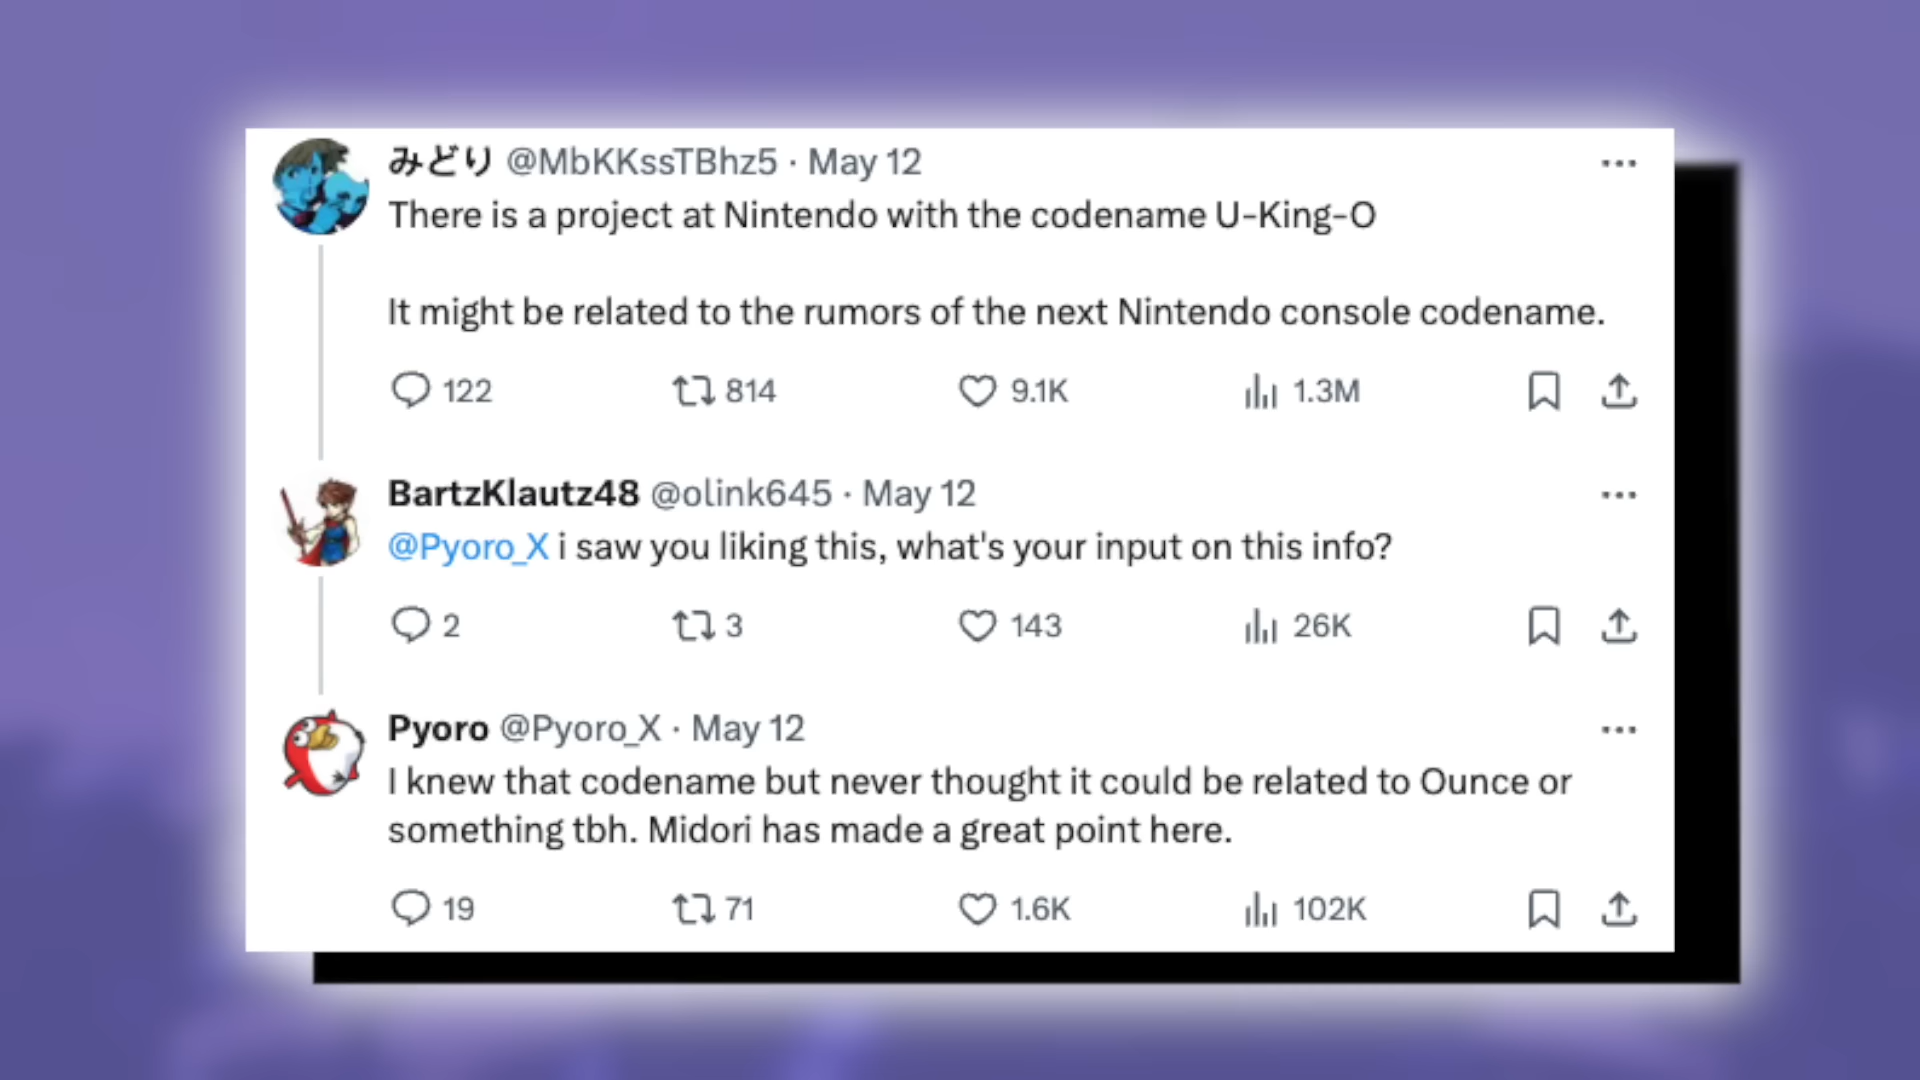 みどり @MbKKssTBhz5 · May 12
There is a project at Nintendo with the codename U-King-O
It might be related to the rumors of the next Nintendo console codename.
122 814 9.1K 1.3M
BartzKlautz48 @olink645 · May 12
@Pyoro_X i saw you liking this, what's your input on this info?
2 3 143 26K
Pyoro @Pyoro_X · May 12
I knew that codename but never thought it could be related to Ounce or
something tbh. Midori has made a great point here.
19 71 1.6K 102K